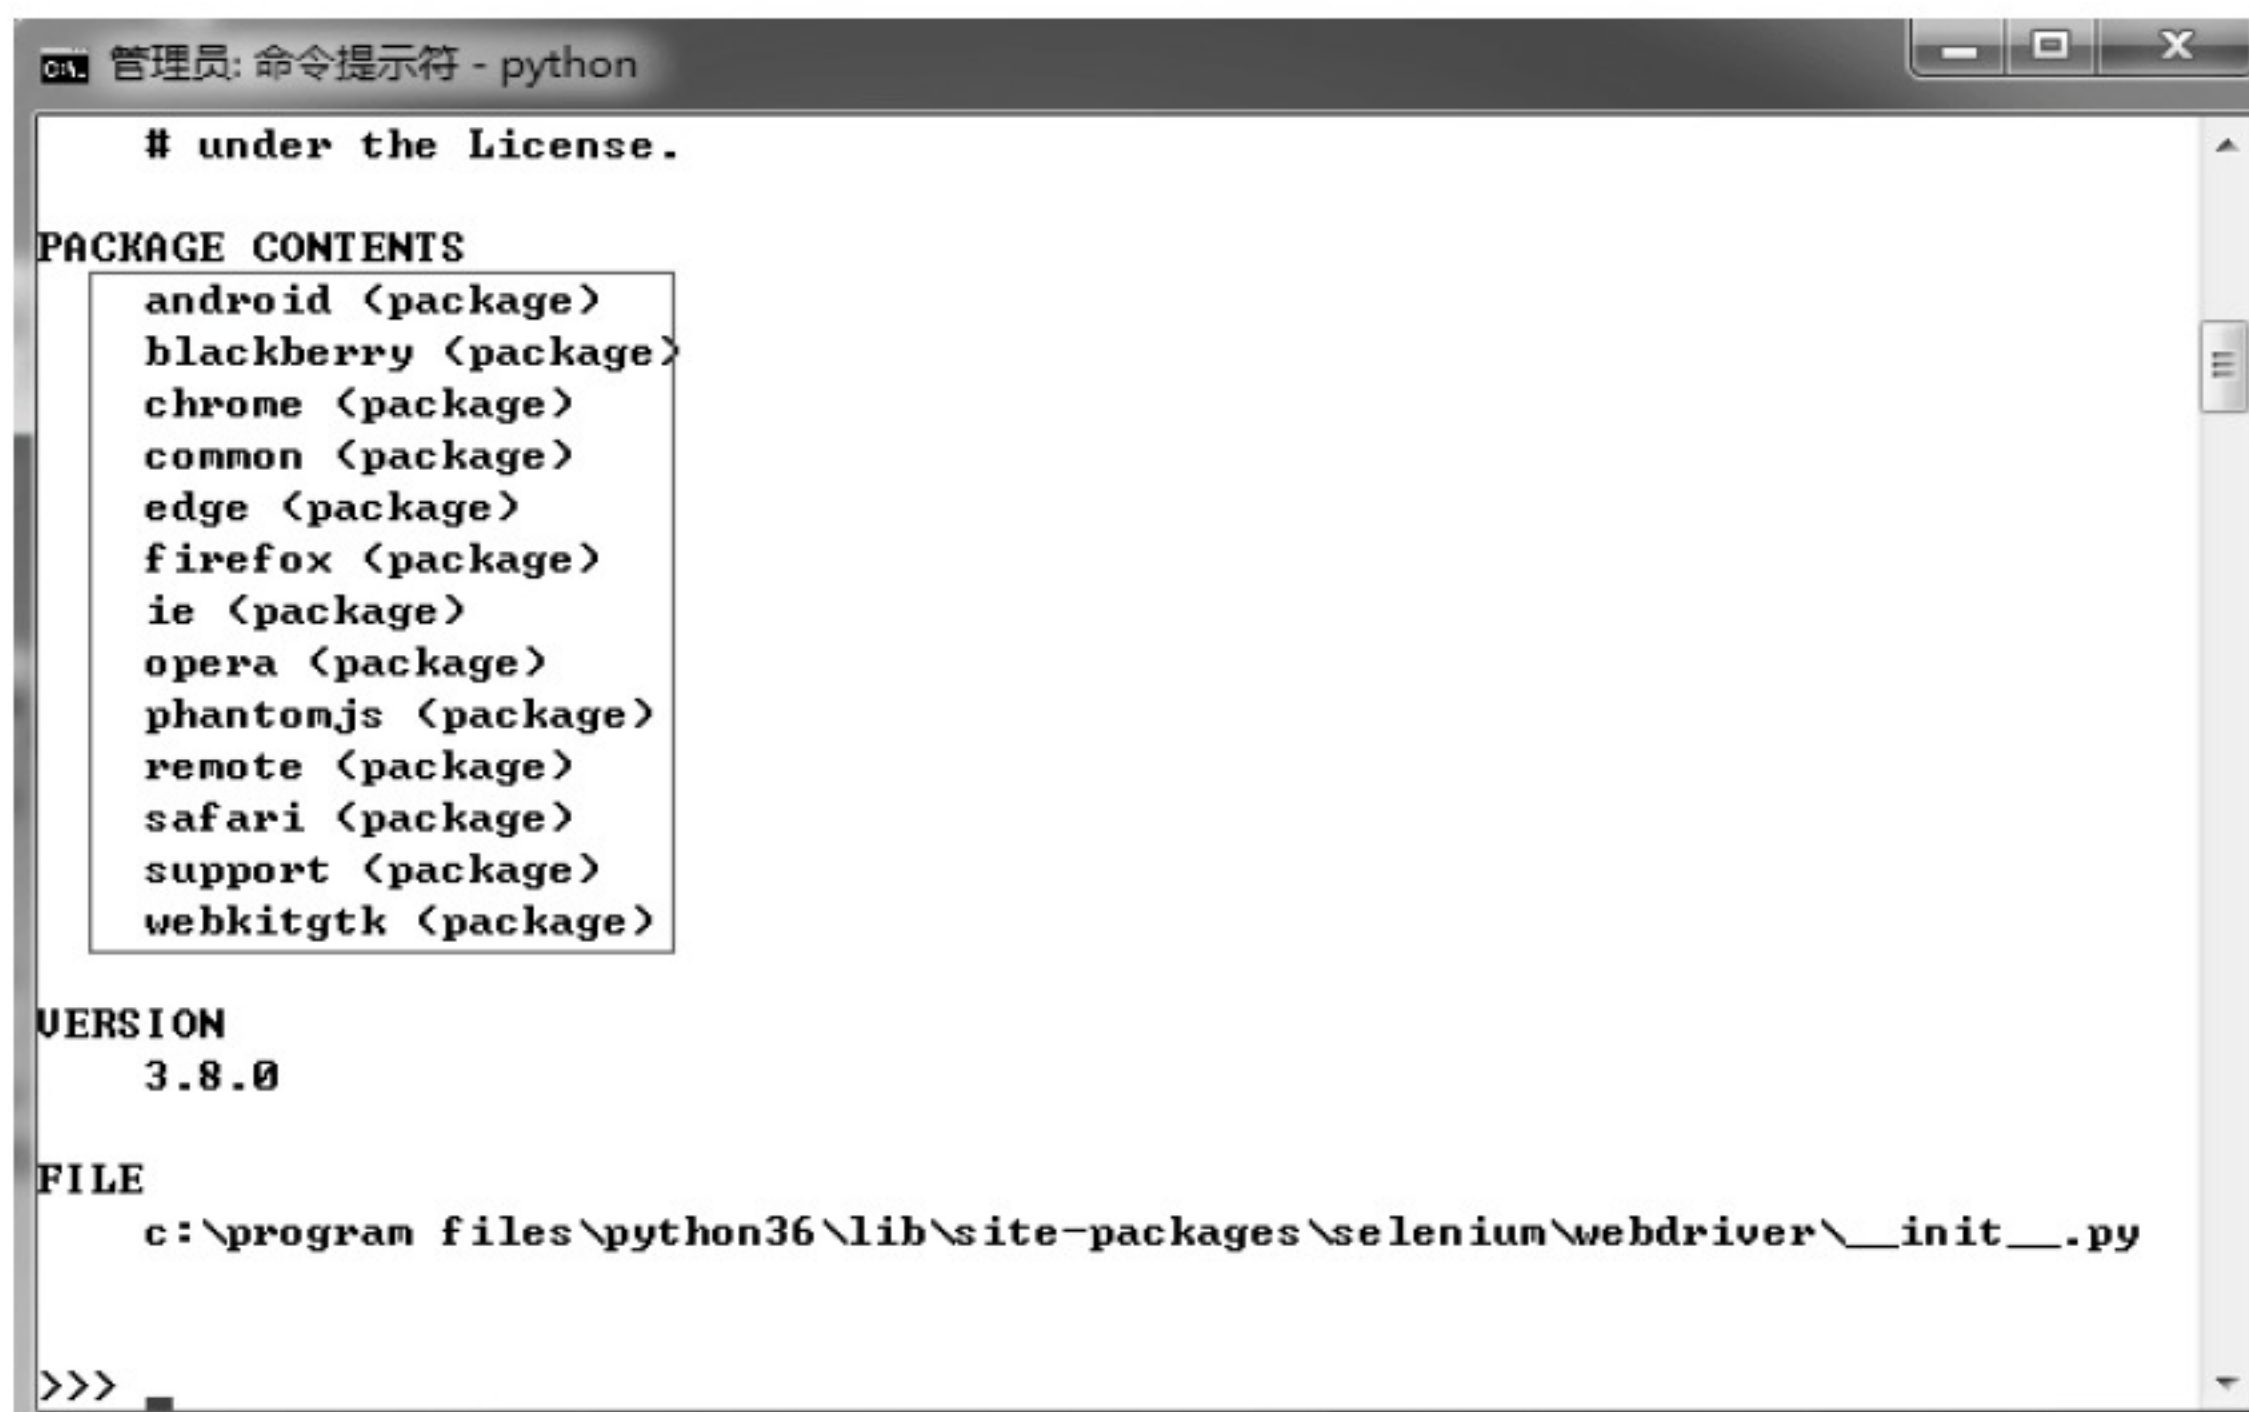 管理员: 命令提示符 - python
# under the License.
PACKAGE CONTENTS
android (package)
blackberry (package)
chrome (package)
common (package)
edge (package)
firefox (package)
ie (package)
opera (package)
phantomjs (package)
remote (package)
safari (package)
support (package)
webkitgtk (package)
VERSION
3.8.0
FILE
c:\program files\python36\lib\site-packages\selenium\webdriver\__init__.py
>>> _